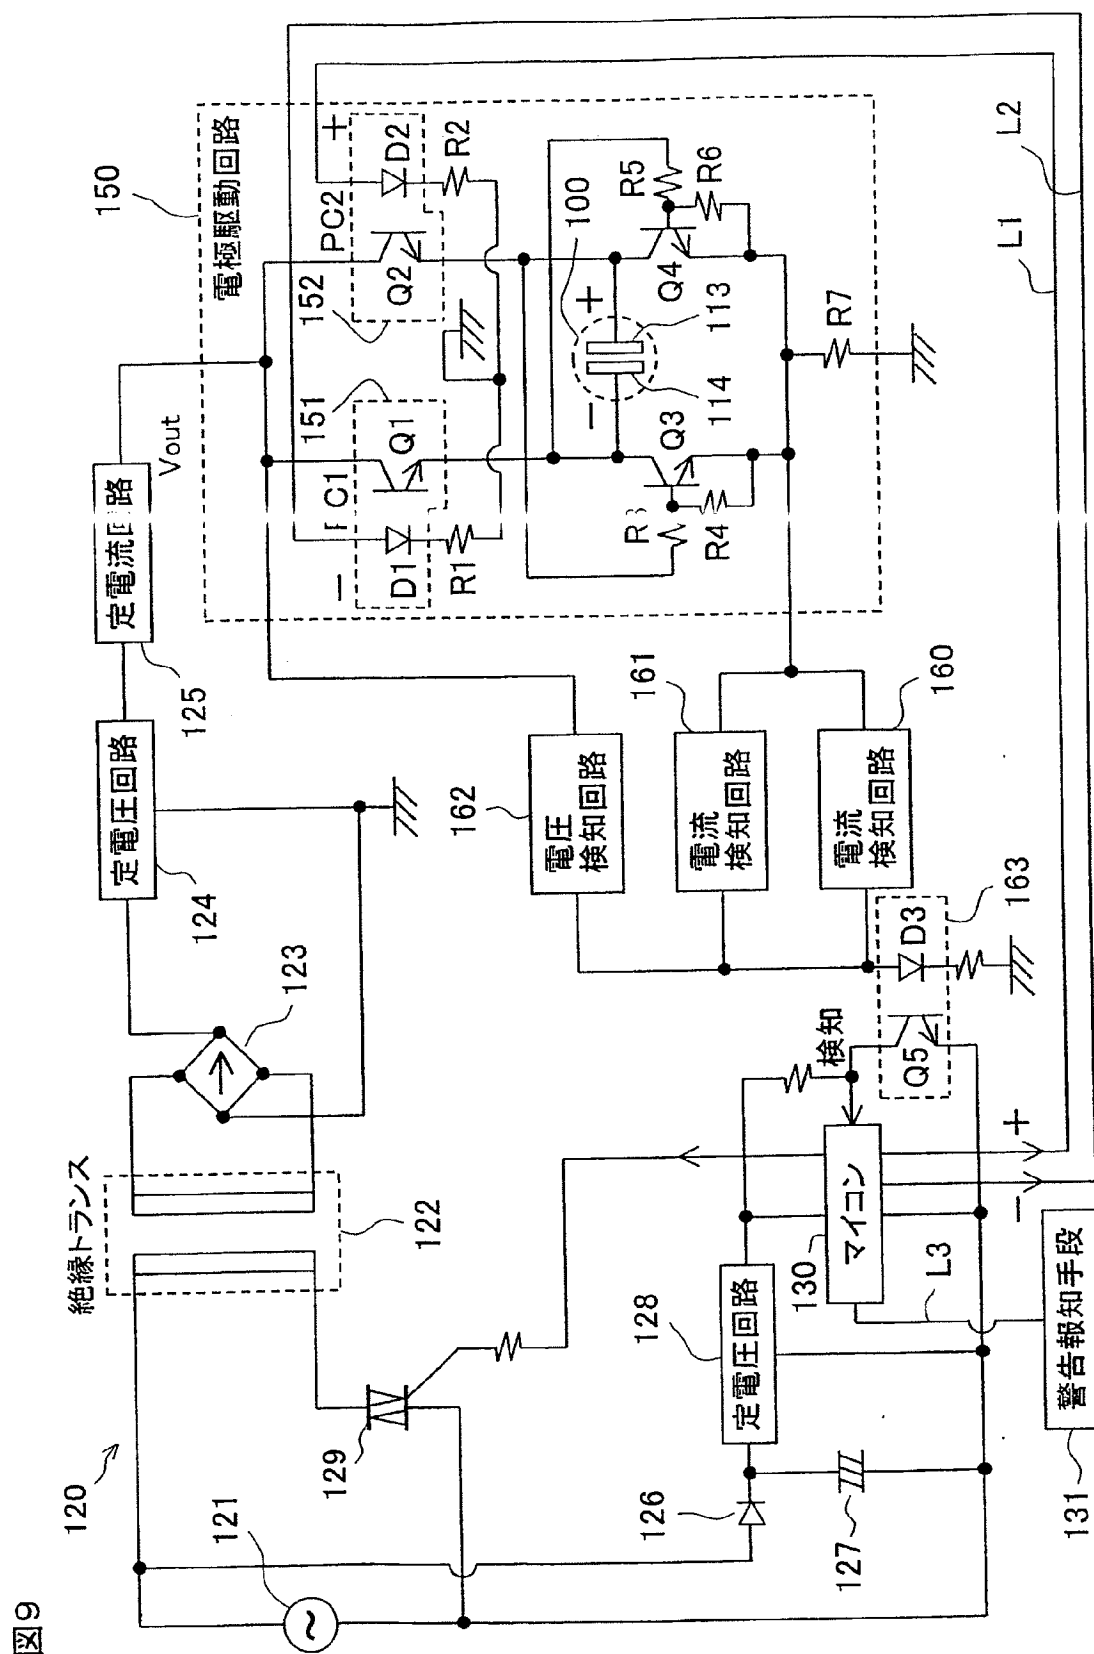 図9
120
121
絶縁トランス
122
123
124
定電圧回路
125
定電流回路
Vout
150
電極駆動回路
129
126
127
128
定電圧回路
130
マイコン
検知
L3
131
警告報知手段
+
−
Q5
D3
163
162
電圧
検知回路
161
電流
検知回路
160
電流
検知回路
−
PC1
151
D1
Q1
R1
+
PC2
152
D2
Q2
R2
100
+
−
113
114
Q3
Q4
R3
R4
R5
R6
R7
L1
L2